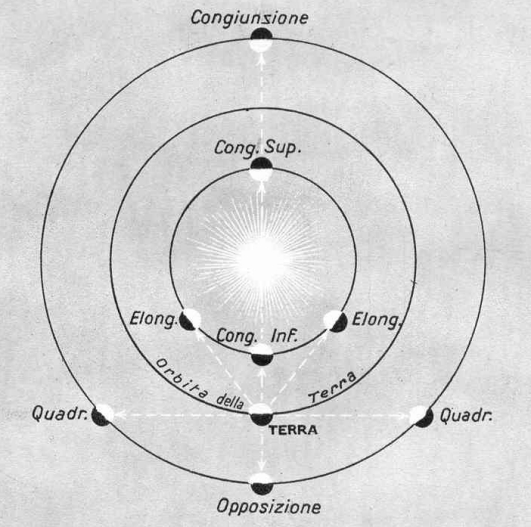 Congiunzione
Cong. Sup.
Elong.
Cong. Inf.
Elong.
Orbita della Terra
Quadr.
TERRA
Quadr.
Opposizione